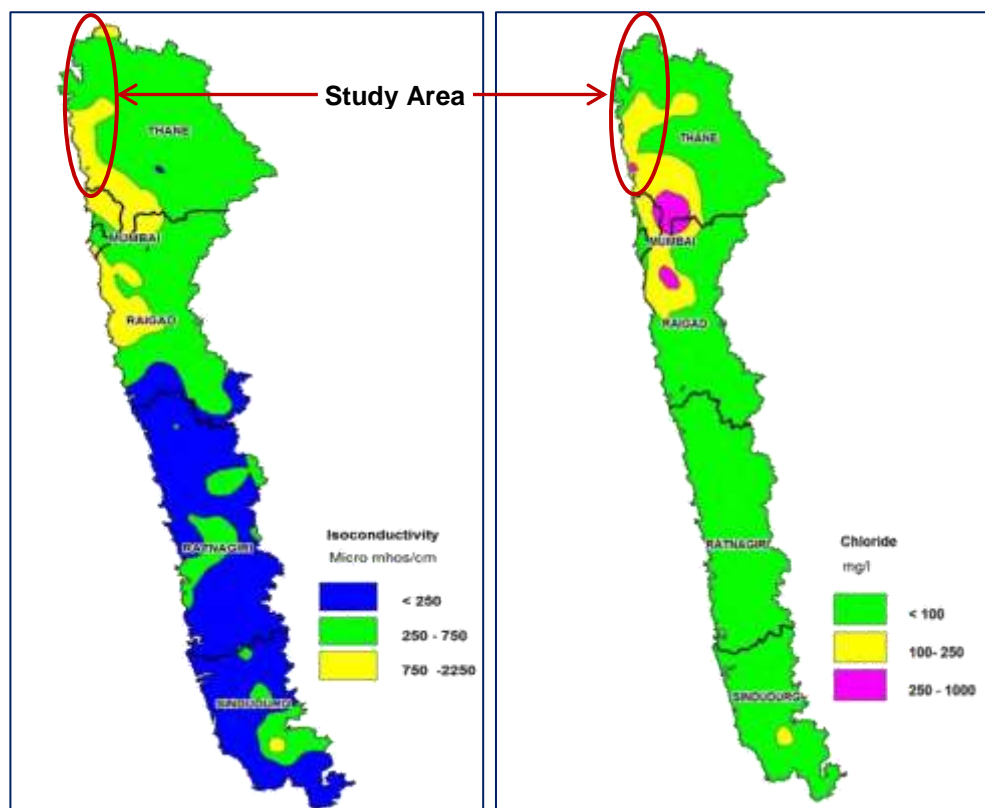 Study Area
THANE
MUMBAI
RAIGAD
RATNAGIRI
SINDUDURG
Isoconductivity
Micro mhos/cm
< 250
250 - 750
750 -2250
THANE
MUMBAI
RAIGAD
RATNAGIRI
SINDUDURG
Chloride
mg/l
< 100
100- 250
250 - 1000